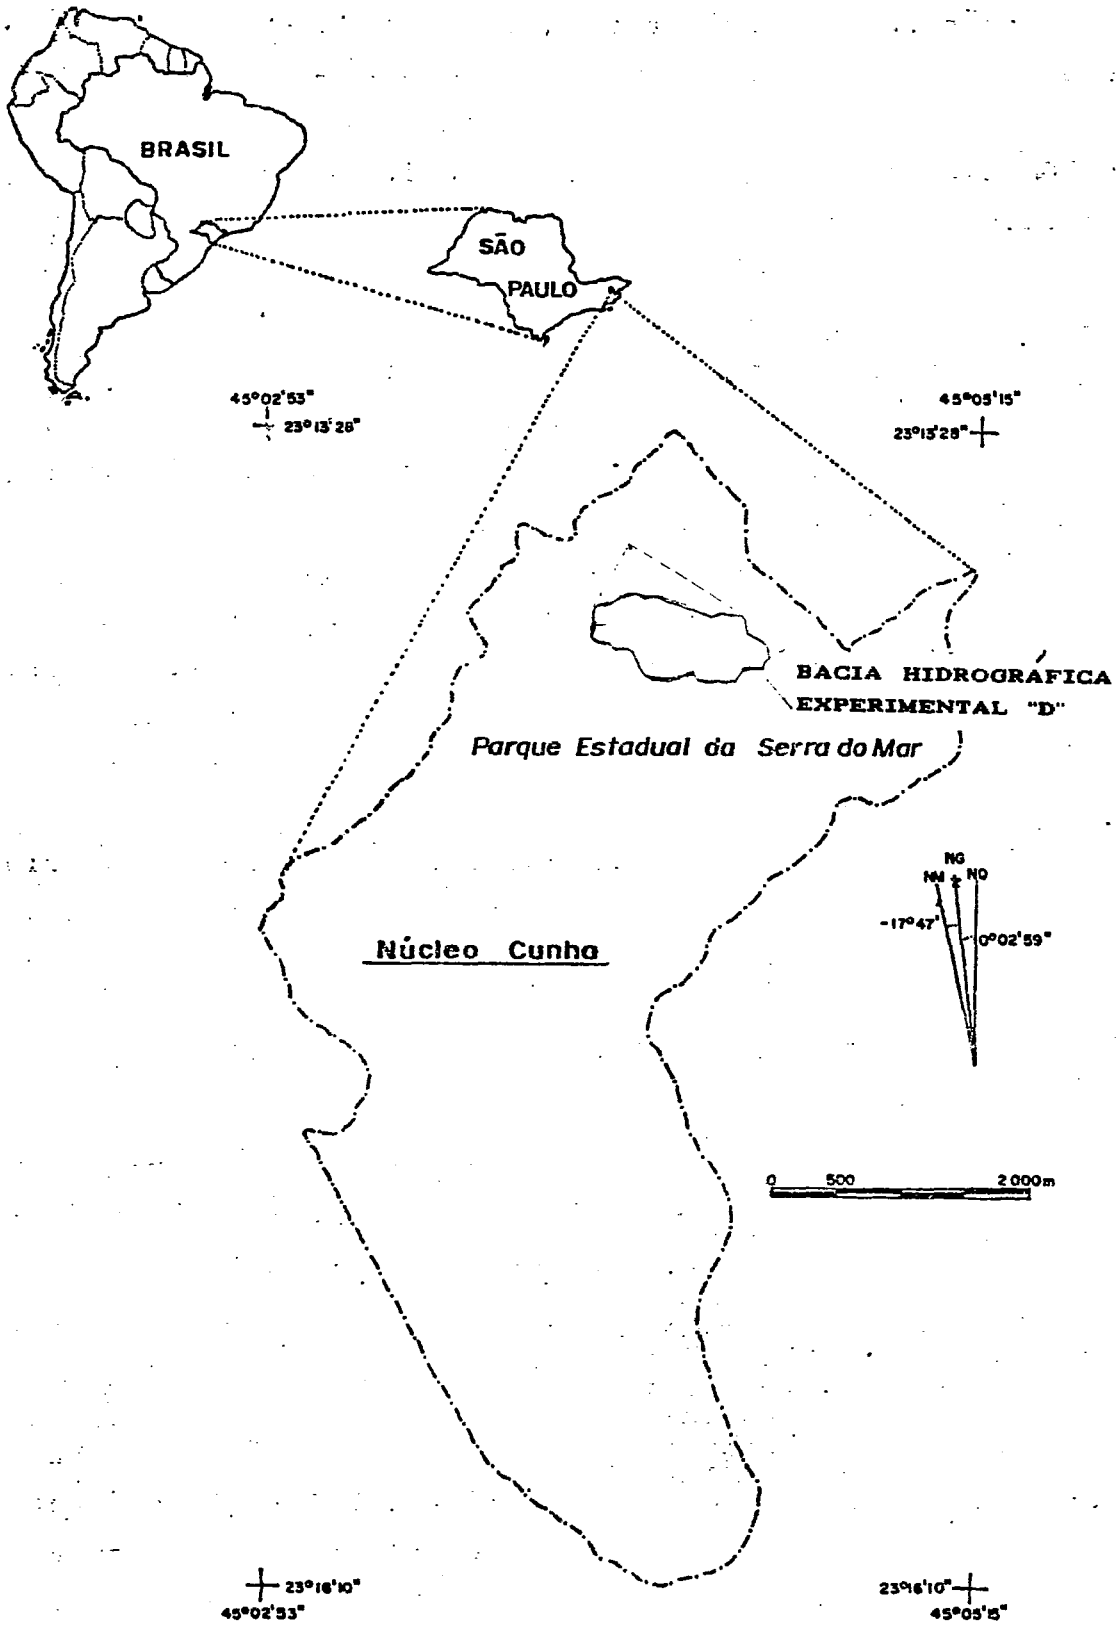 BRASIL
SÃO
PAULO
45°02'53"
23°13'28"
45°05'15"
23°13'28"
BACIA HIDROGRÁFICA
EXPERIMENTAL "D"
Parque Estadual da Serra do Mar
NG
NM NQ
-17°47'
0°02'59"
Núcleo Cunha
0 500 2000m
23°16'10"
45°02'53"
23°16'10"
45°05'15"